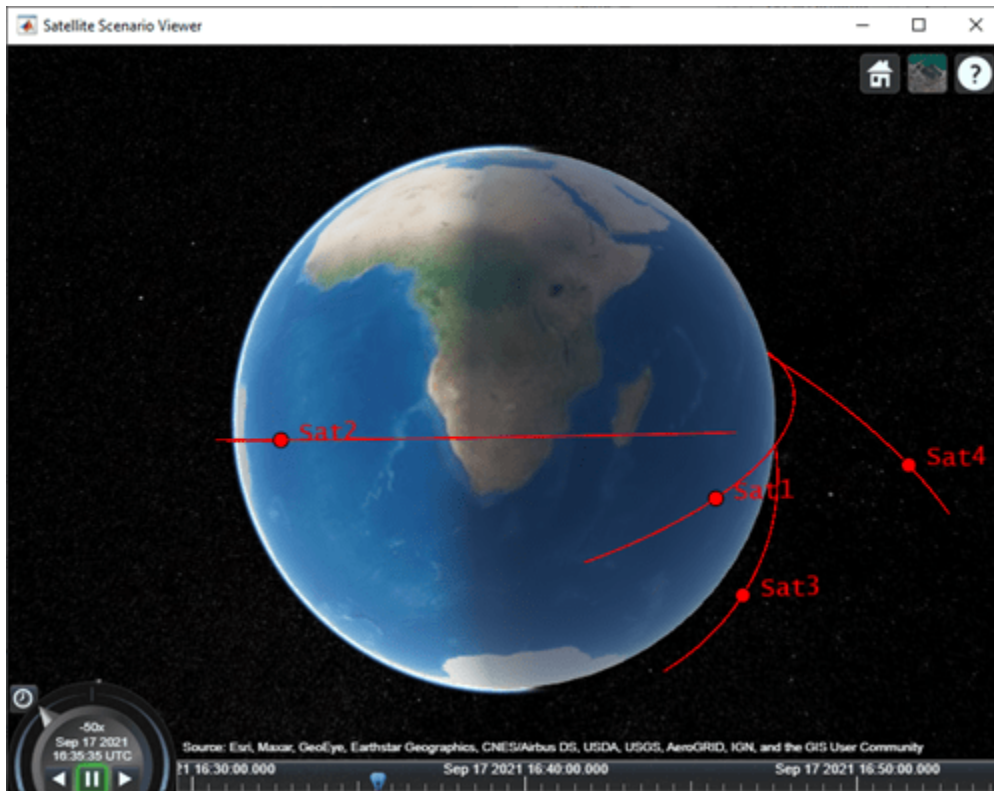 Satellite Scenario Viewer
?
Sat2
Sat4
Sat1
Sat3
-50x
Sep 17 2021
16:35:35 UTC
Source: Esri, Maxar, GeoEye, Earthstar Geographics, CNES/Airbus DS, USDA, USGS, AeroGRID, IGN, and the GIS User Community
21 16:30:00.000
Sep 17 2021 16:40:00.000
Sep 17 2021 16:50:00.000